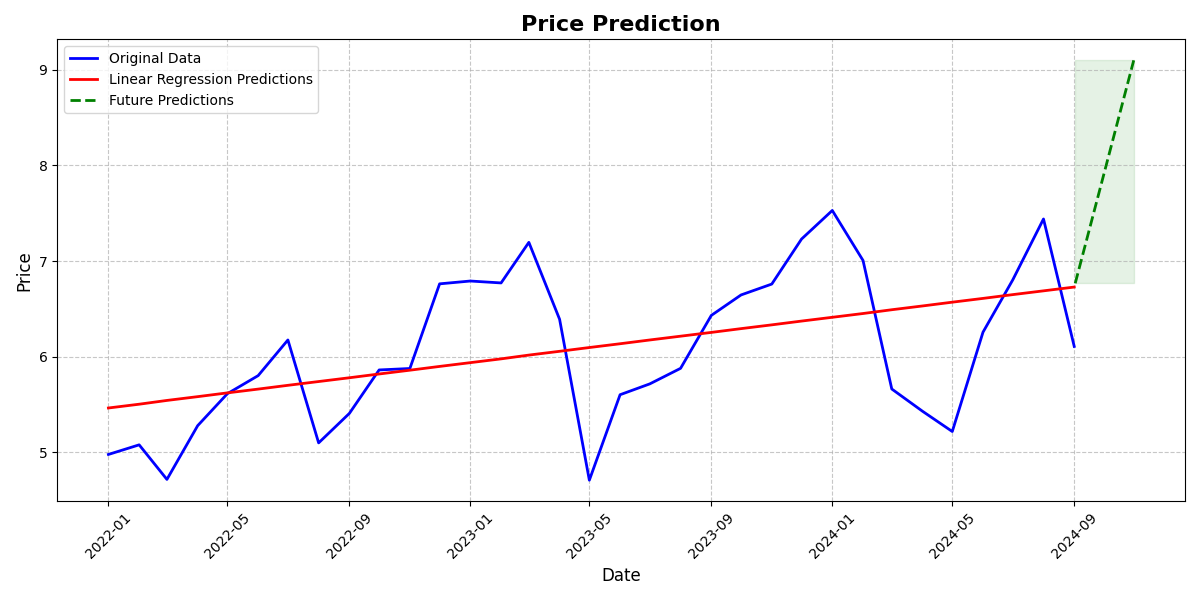 Price Prediction
Original Data
Linear Regression Predictions
Future Predictions
Price
9
8
7
6
5
2022-01
2022-05
2022-09
2023-01
2023-05
2023-09
2024-01
2024-05
2024-09
Date